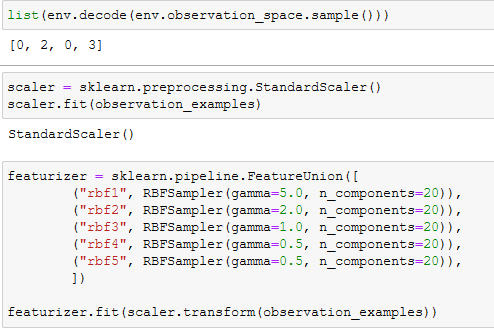 list(env.decode(env.observation_space.sample()))
[0, 2, 0, 3]
scaler = sklearn.preprocessing.StandardScaler()
scaler.fit(observation_examples)
StandardScaler()
featurizer = sklearn.pipeline.FeatureUnion([
("rbf1", RBFSampler(gamma=5.0, n_components=20)),
("rbf2", RBFSampler(gamma=2.0, n_components=20)),
("rbf3", RBFSampler(gamma=1.0, n_components=20)),
("rbf4", RBFSampler(gamma=0.5, n_components=20)),
("rbf5", RBFSampler(gamma=0.5, n_components=20)),
])
featurizer.fit(scaler.transform(observation_examples))